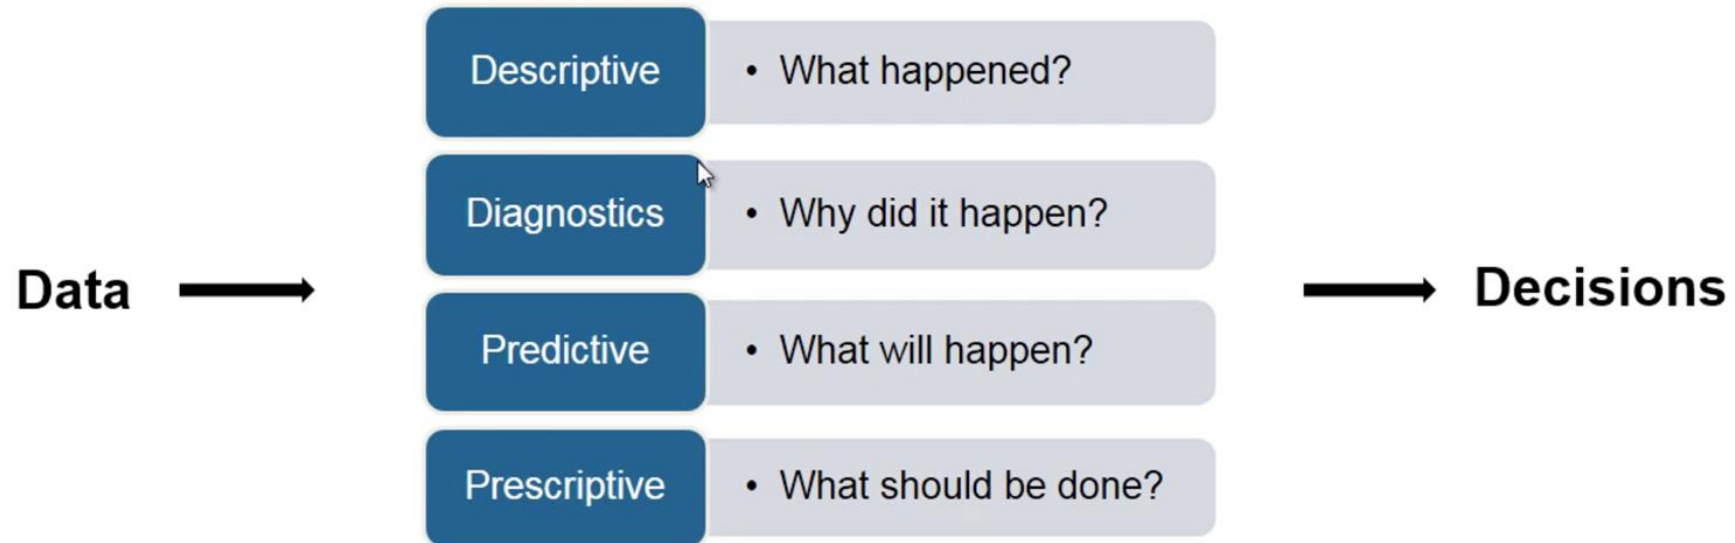 Descriptive
• What happened?
Diagnostics
• Why did it happen?
Data
Decisions
Predictive
• What will happen?
Prescriptive
• What should be done?